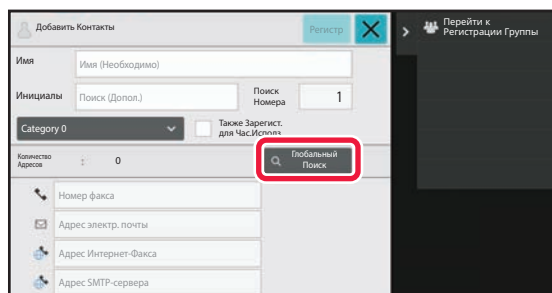 Добавить Контакты
Регистр
Перейти к
Регистрации Группы
Имя
Имя (Необходимо)
Инициалы
Поиск (Допол.)
Поиск
Номера
1
Category 0
Также Зарегист.
для Час.Использ.
Количество
Адресов
:
0
Глобальный
Поиск
Номер факса
Адрес электр. почты
Адрес Интернет-Факса
Адрес SMTP-сервера